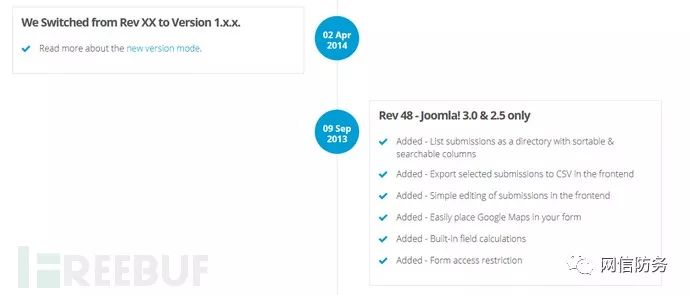 We Switched from Rev XX to Version 1.x.x.
Read more about the new version mode.
02 Apr
2014
09 Sep
2013
Rev 48 - Joomla! 3.0 & 2.5 only
Added - List submissions as a directory with sortable &
searchable columns
Added - Export selected submissions to CSV in the frontend
Added - Simple editing of submissions in the frontend
Added - Easily place Google Maps in your form
Added - Built-in field calculations
Added - Form access restriction
FREEBUF
网信防务